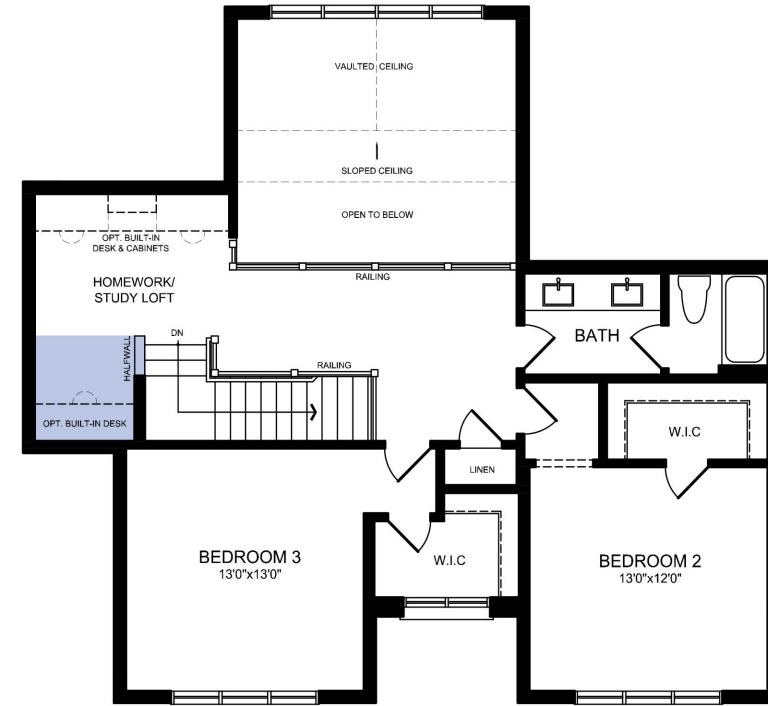 VAULTED CEILING
SLOPED CEILING
OPEN TO BELOW
RAILING
OPT. BUILT-IN
DESK & CABINETS
HOMEWORK/
STUDY LOFT
DN
HALFWALL
RAILING
OPT. BUILT-IN DESK
BATH
W.I.C
LINEN
W.I.C
BEDROOM 3
13'0"x13'0"
BEDROOM 2
13'0"x12'0"